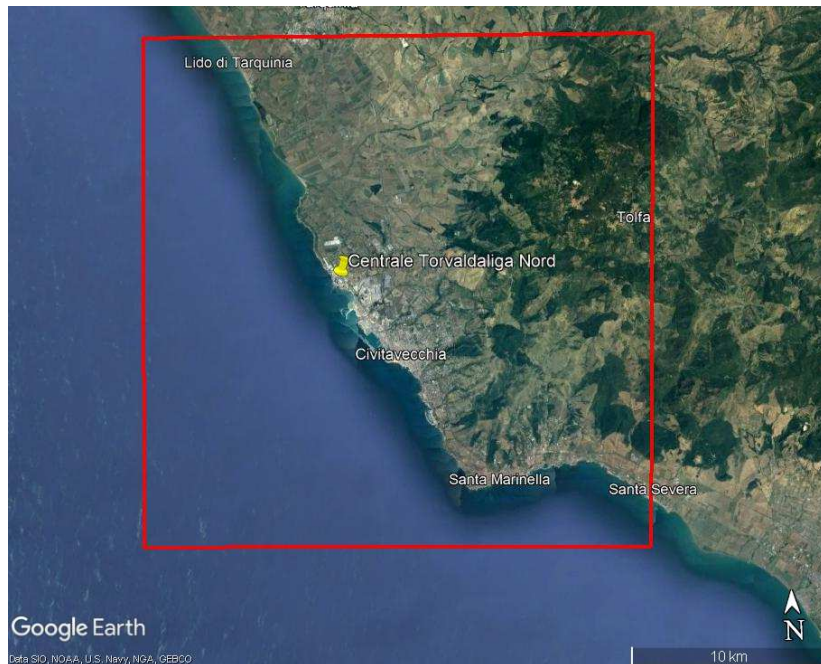 Lido di Tarquinia
Tolfa
Centrale Torvaldaliga Nord
Civitavecchia
Santa Marinella
Santa Severa
Google Earth
N
Data SIO, NOAA, U.S. Navy, NGA, GEBCO
10 km